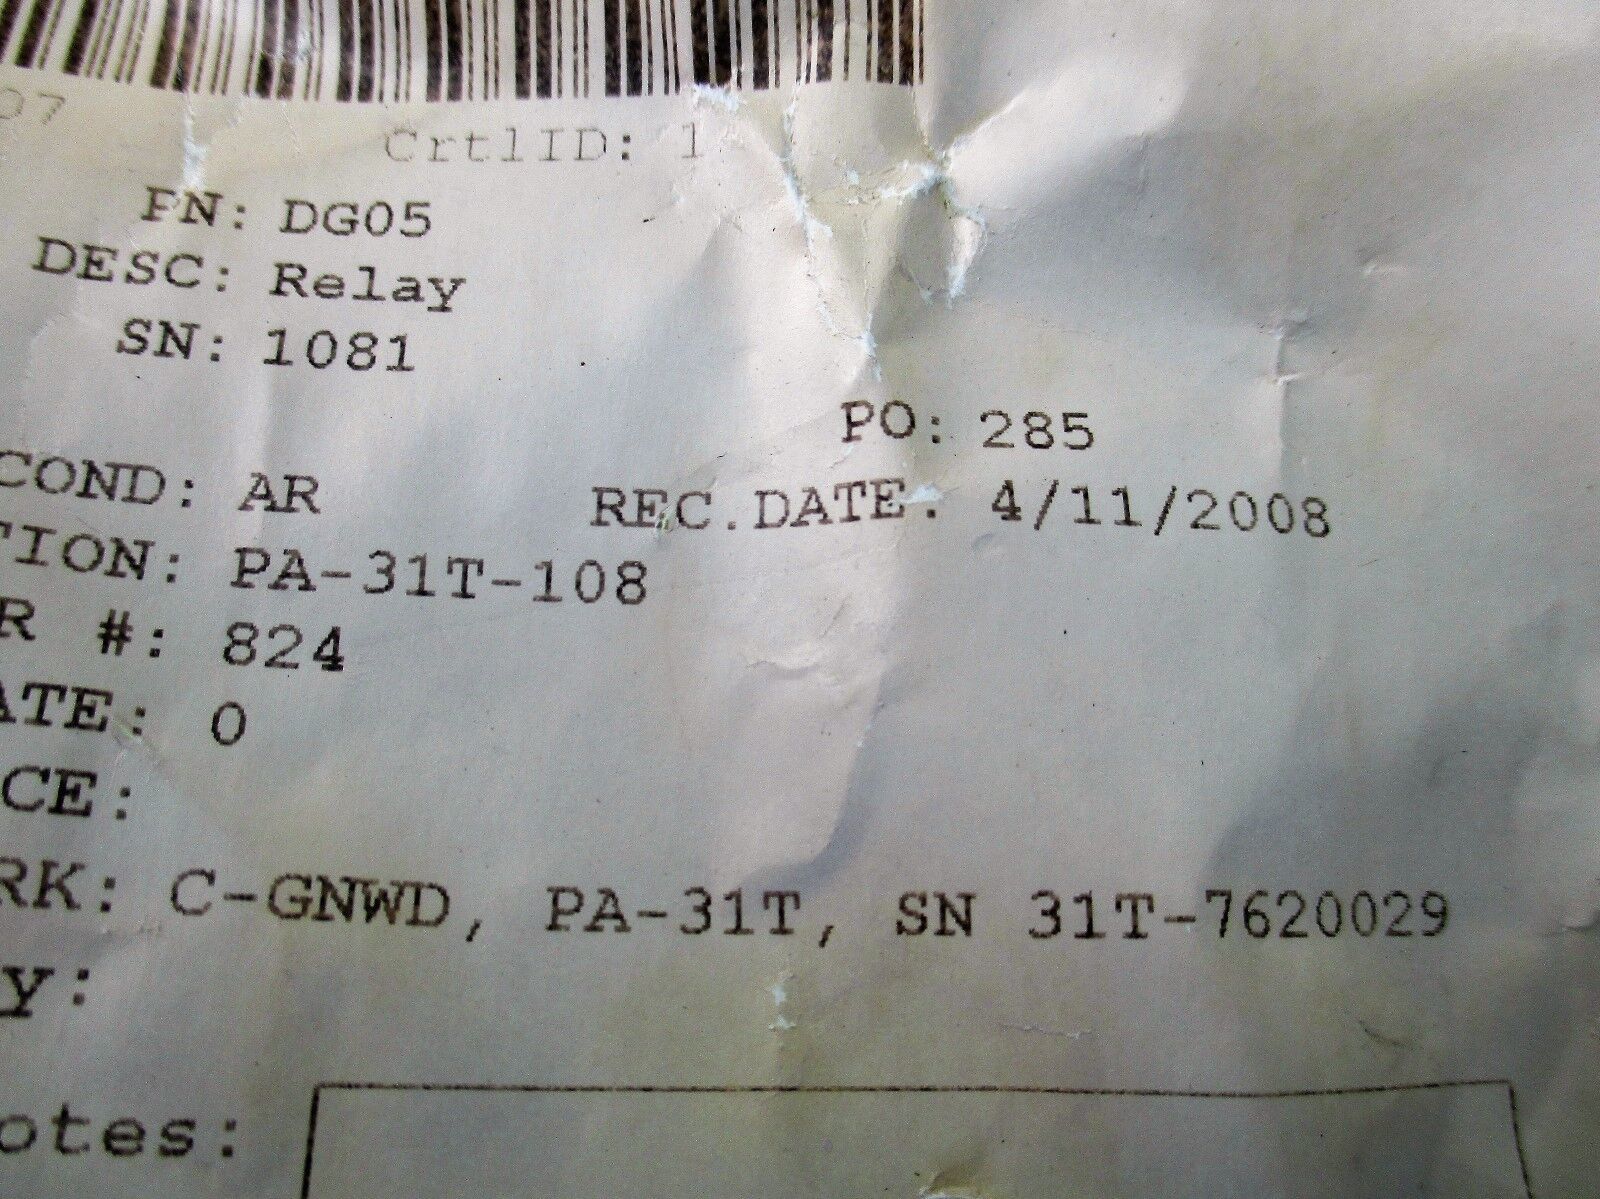 07
CrtlID: 1
PN: DG05
DESC: Relay
SN: 1081
PO: 285
COND: AR REC.DATE: 4/11/2008
TION: PA-31T-108
R #: 824
ATE: 0
CE:
RK: C-GNWD, PA-31T, SN 31T-7620029
y:
otes: